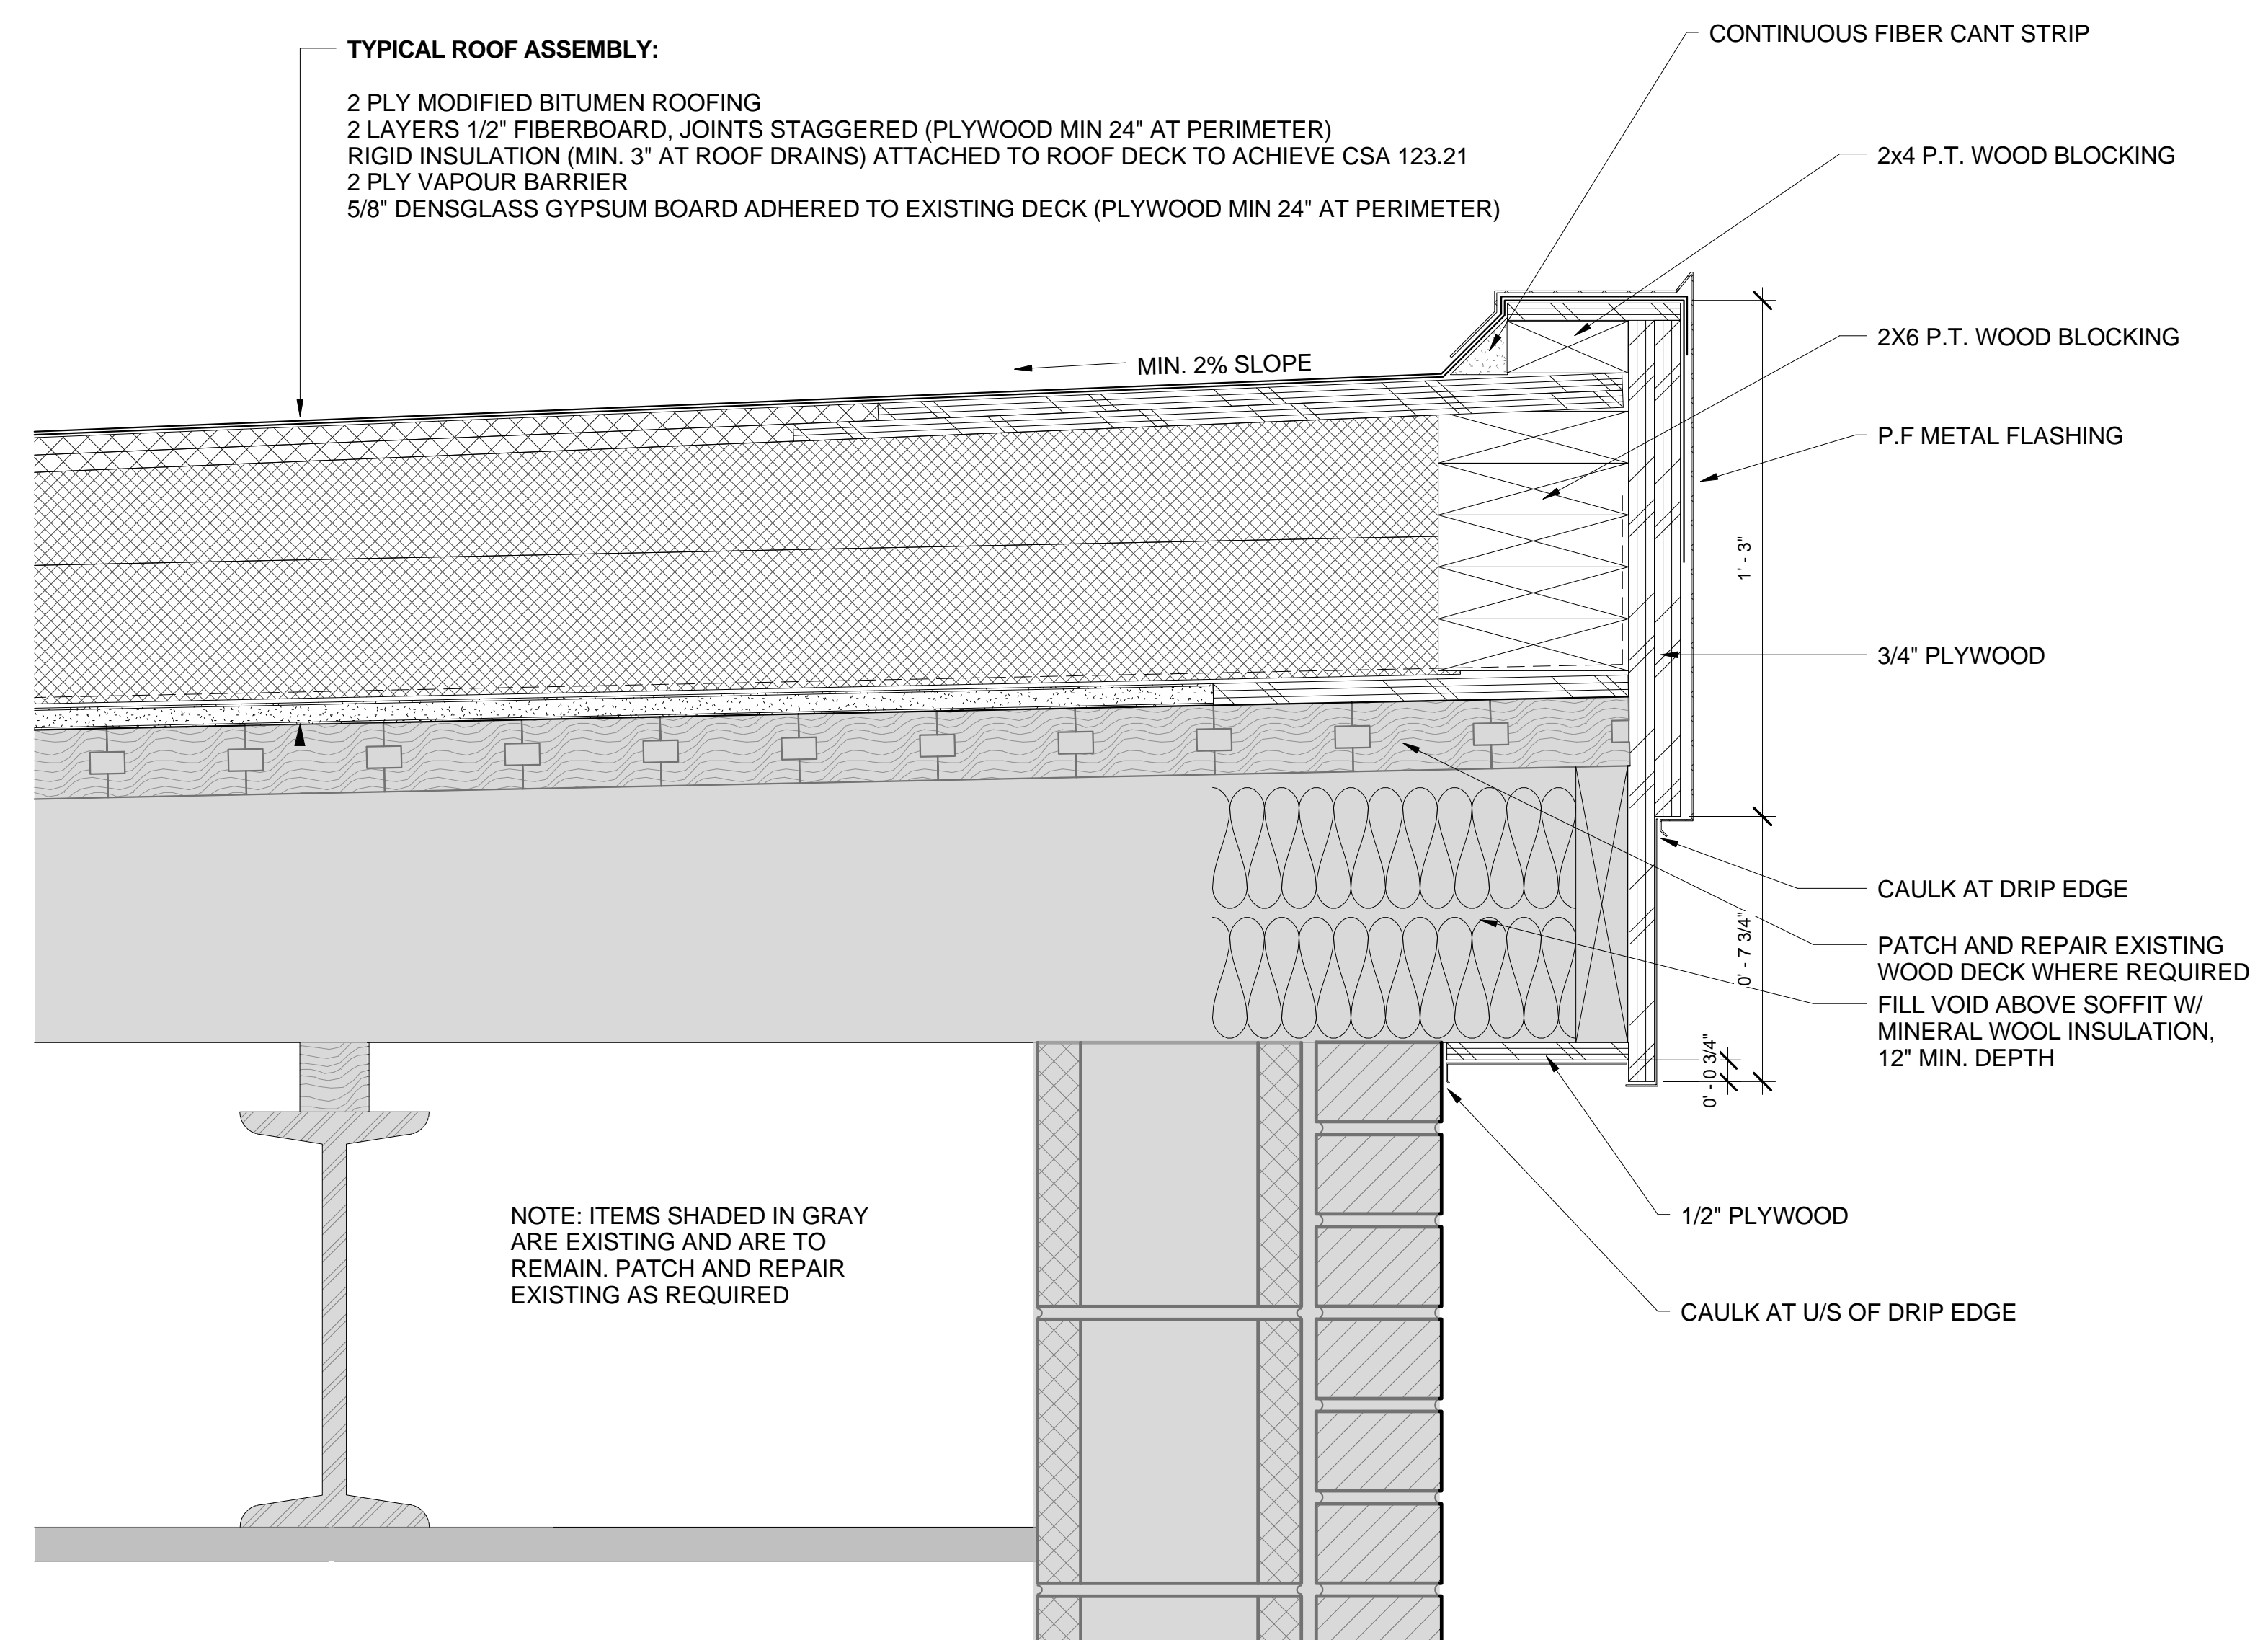 TYPICAL ROOF ASSEMBLY:
2 PLY MODIFIED BITUMEN ROOFING
2 LAYERS 1/2" FIBERBOARD, JOINTS STAGGERED (PLYWOOD MIN 24" AT PERIMETER)
RIGID INSULATION (MIN. 3" AT ROOF DRAINS) ATTACHED TO ROOF DECK TO ACHIEVE CSA 123.21
2 PLY VAPOUR BARRIER
5/8" DENSGLASS GYPSUM BOARD ADHERED TO EXISTING DECK (PLYWOOD MIN 24" AT PERIMETER)
CONTINUOUS FIBER CANT STRIP
2x4 P.T. WOOD BLOCKING
2X6 P.T. WOOD BLOCKING
MIN. 2% SLOPE
P.F METAL FLASHING
1' - 3"
3/4" PLYWOOD
CAULK AT DRIP EDGE
0' - 7 3/4"
PATCH AND REPAIR EXISTING
WOOD DECK WHERE REQUIRED
FILL VOID ABOVE SOFFIT W/
MINERAL WOOL INSULATION,
12" MIN. DEPTH
0' - 0 3/4"
1/2" PLYWOOD
CAULK AT U/S OF DRIP EDGE
NOTE: ITEMS SHADED IN GRAY
ARE EXISTING AND ARE TO
REMAIN. PATCH AND REPAIR
EXISTING AS REQUIRED